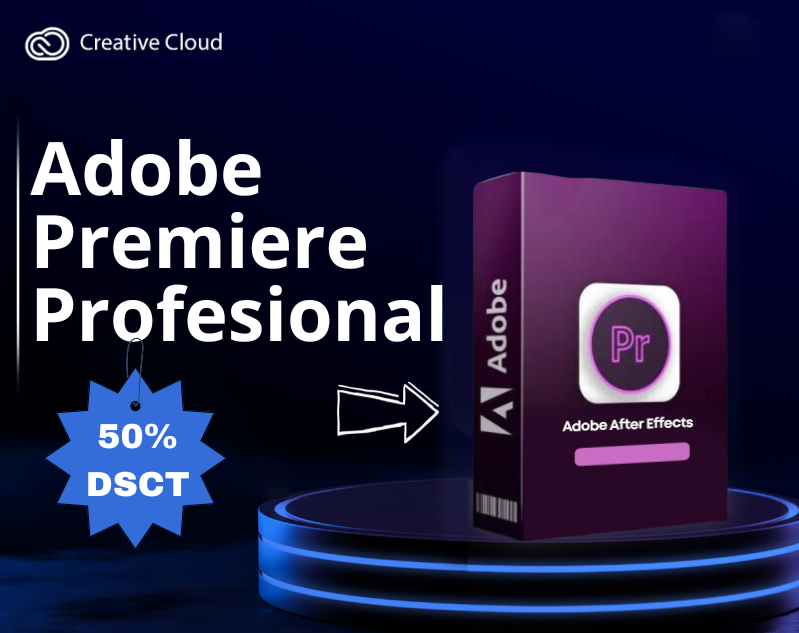 Creative Cloud
Adobe
Premiere
Profesional
50%
DSCT
Adobe
Pr
Adobe After Effects